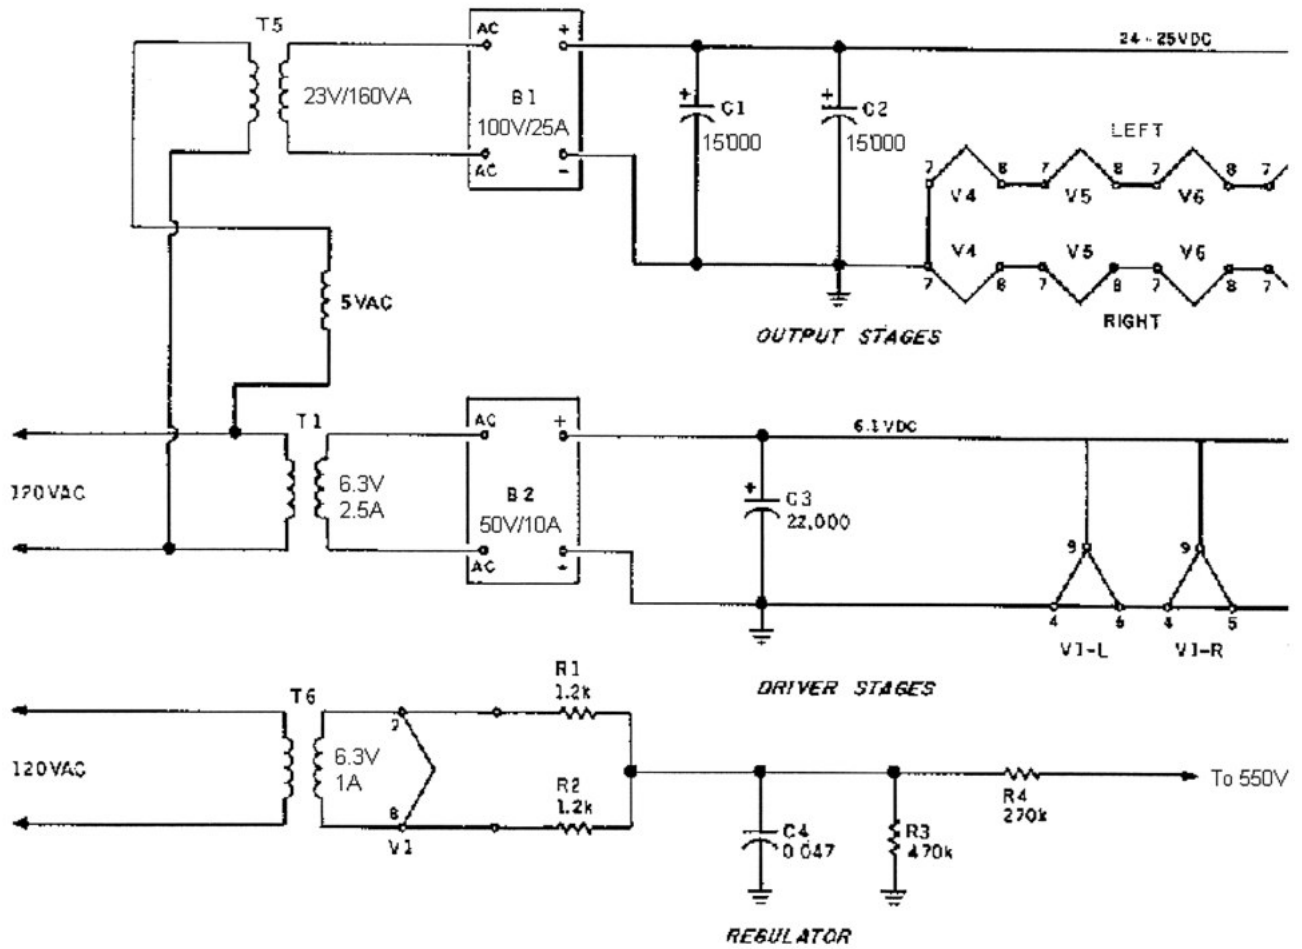 T5
23V/160VA
AC
AC
+
-
B1
100V/25A
24-25VDC
+
C1
15'000
+
C2
15'000
LEFT
7
8
7
8
7
8
7
V4
V5
V6
V4
V5
V6
7
8
7
8
7
8
7
RIGHT
OUTPUT STAGES
5VAC
120VAC
T1
6.3V
2.5A
AC
AC
+
-
B2
50V/10A
6.1VDC
+
C3
22,000
9
9
4
4
5
V1-L
V1-R
DRIVER STAGES
120VAC
T6
6.3V
1A
2
8
V1
R1
1.2k
R2
1.2k
C4
0.047
R3
470k
R4
270k
To 550V
REGULATOR